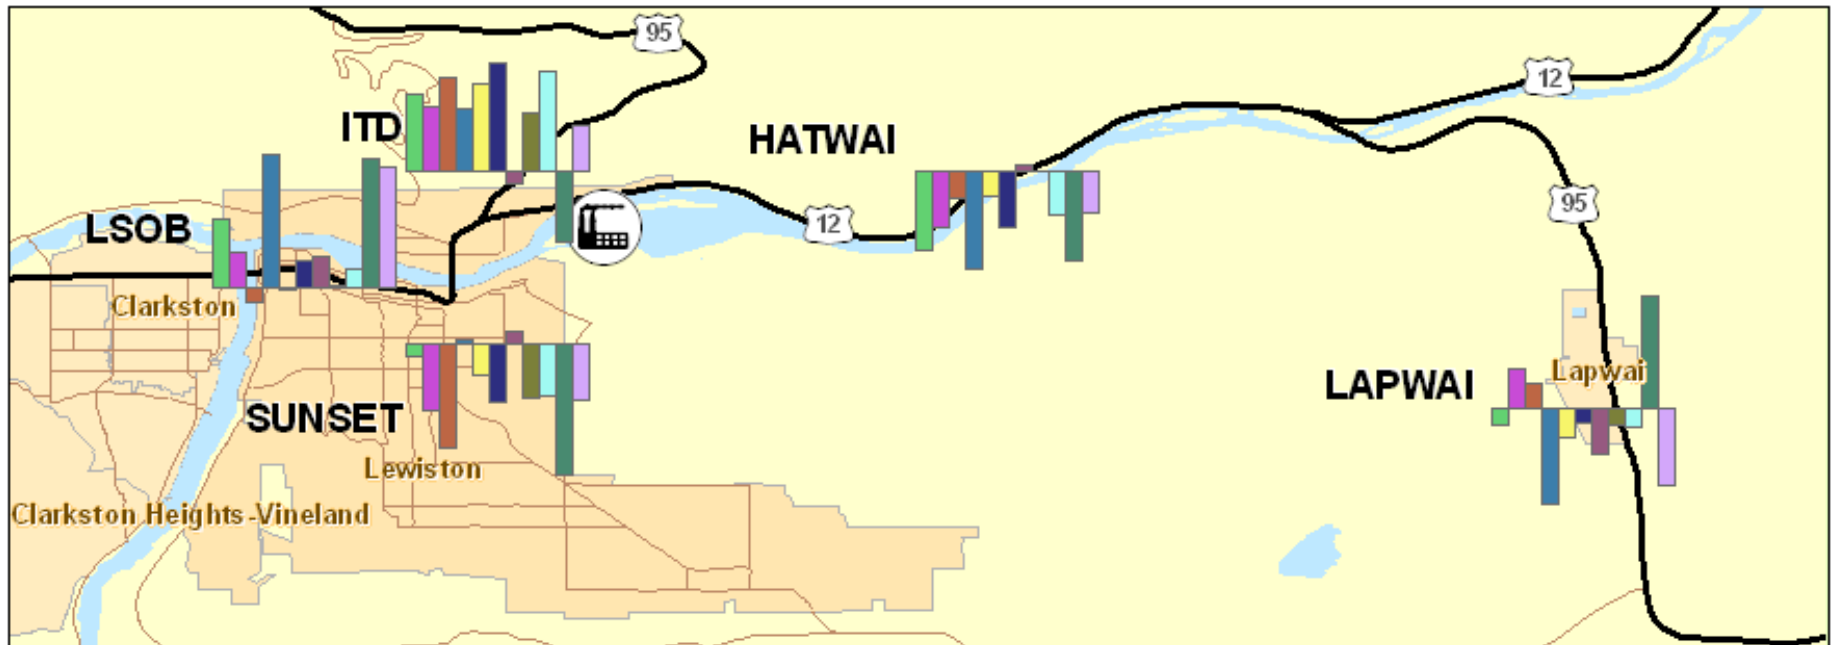 95
12
ITD
HATWAI
95
LSOB
12
Clarkston
Lapwai
LAPWAI
SUNSET
Lewiston
Clarkston Heights-Vineland